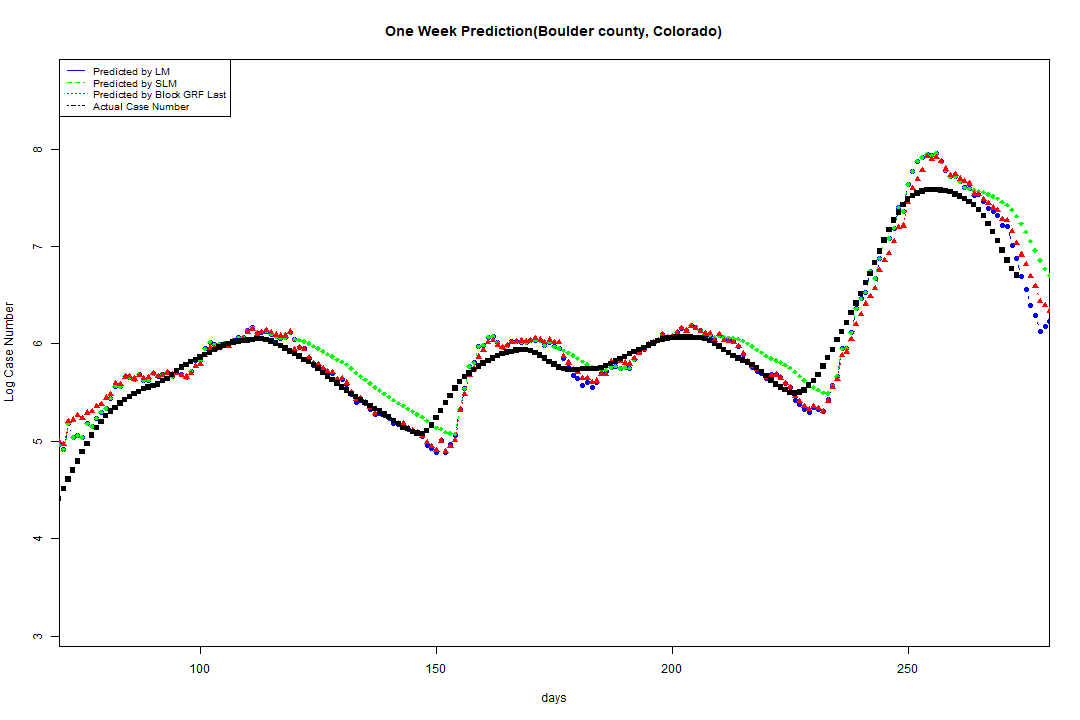 One Week Prediction(Boulder county, Colorado)
Predicted by LM
Predicted by SLM
Predicted by Block GRF Last
Actual Case Number
8
7
6
5
4
3
Log Case Number
100 150 200 250
days